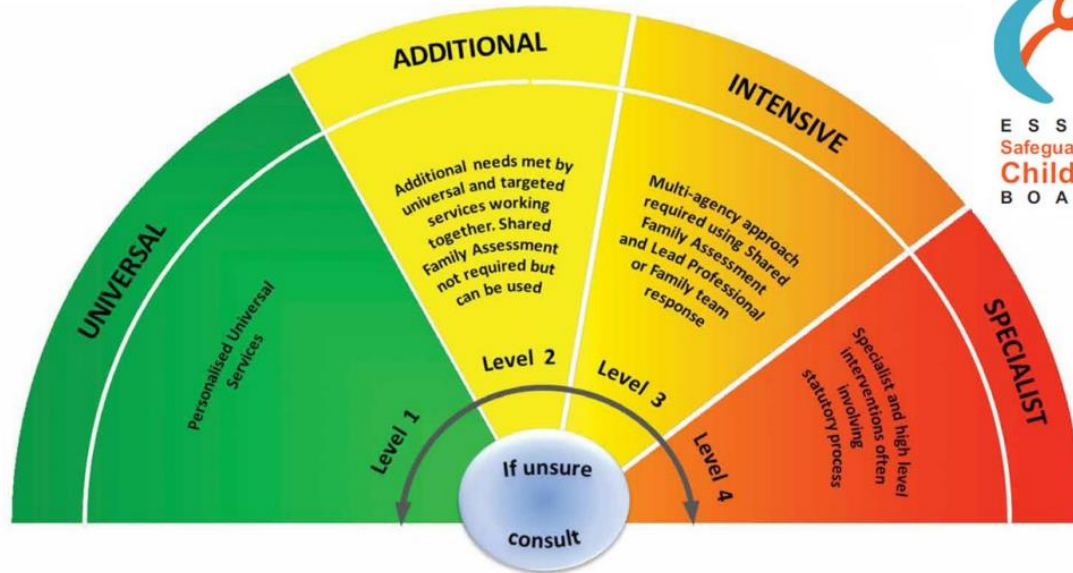 UNIVERSAL
Personalised Universal
Services
Level 1
ADDITIONAL
Additional needs met by
universal and targeted
services working
together. Shared
Family Assessment
not required but
can be used
Level 2
INTENSIVE
Multi-agency approach
required using Shared
Family Assessment
and Lead Professional
or Family team
response
Level 3
SPECIALIST
Specialist and high level
interventions often
involving
statutory process
Level 4
If unsure
consult
ESS
Safegua
Child
BOA